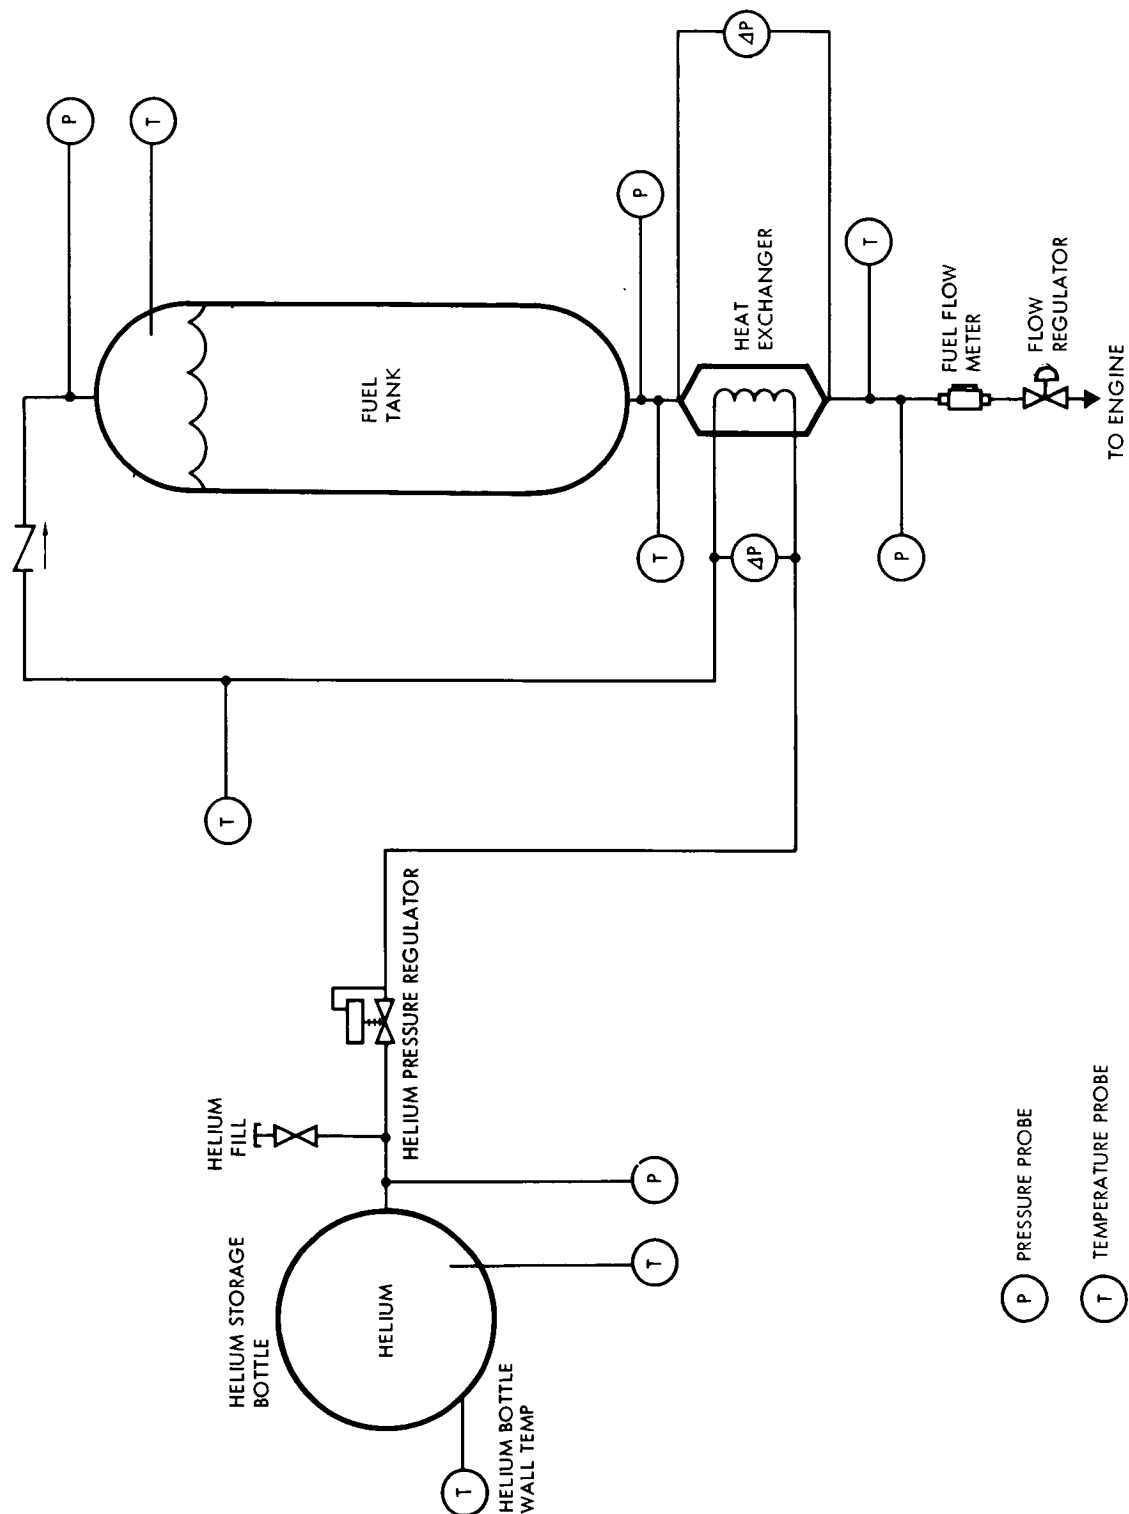 P
T
P
ΔP
FUEL
TANK
HEAT
EXCHANGER
T
FUEL FLOW
METER
FLOW
REGULATOR
TO ENGINE
T
ΔP
P
T
HELIUM PRESSURE REGULATOR
HELIUM
FILL
P
T
HELIUM STORAGE
BOTTLE
HELIUM
T
HELIUM BOTTLE
WALL TEMP
P PRESSURE PROBE
T TEMPERATURE PROBE